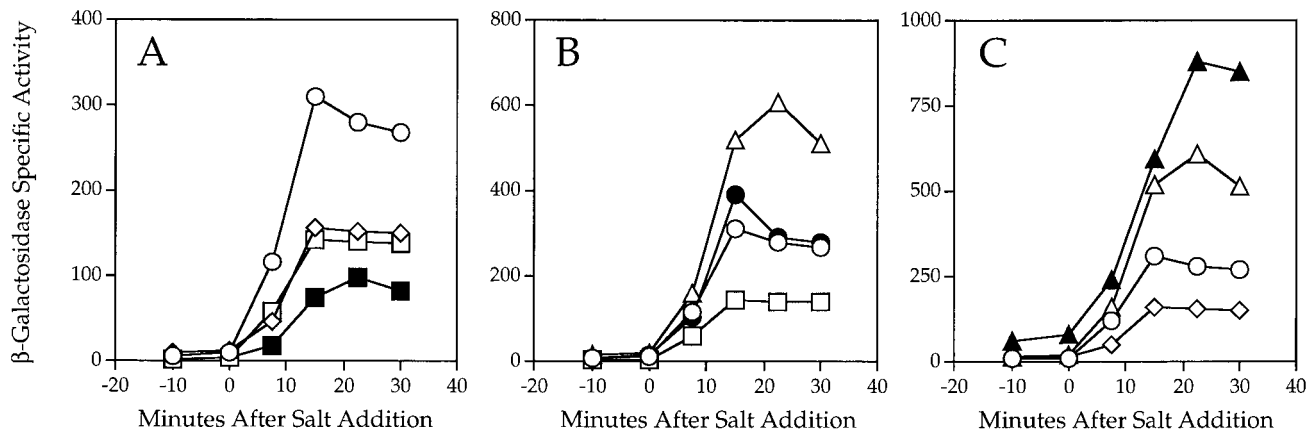 β-Galactosidase Specific Activity
A
400
300
200
100
0
-20 -10 0 10 20 30 40
Minutes After Salt Addition
B
800
600
400
200
0
-20 -10 0 10 20 30 40
Minutes After Salt Addition
C
1000
750
500
250
0
-20 -10 0 10 20 30 40
Minutes After Salt Addition